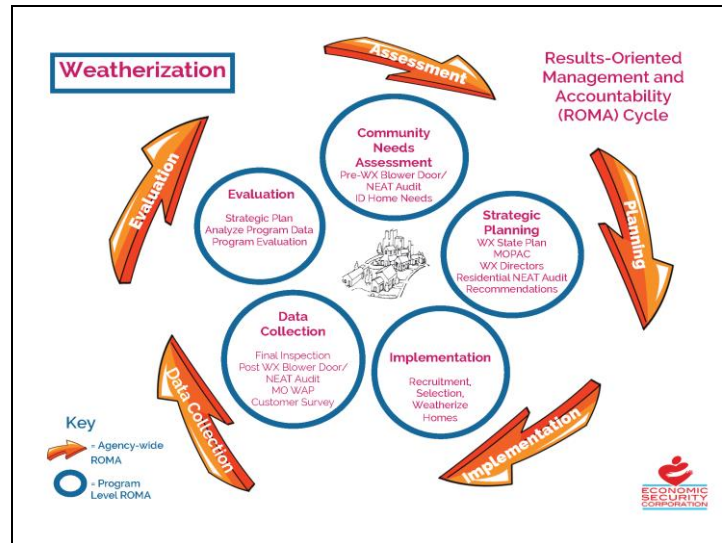 Weatherization
Assessment
Results-Oriented
Management and
Accountability
(ROMA) Cycle
Community
Needs
Assessment
Pre-WX Blower Door/
NEAT Audit
ID Home Needs
Evaluation
Evaluation
Strategic Plan
Analyze Program Data
Program Evaluation
Strategic
Planning
WX State Plan
MOPAC
WX Directors
Residential NEAT Audit
Recommendations
Planning
Data
Collection
Final Inspection
Post WX Blower Door/
NEAT Audit
MO WAP
Customer Survey
Implementation
Recruitment,
Selection,
Weatherize
Homes
Data Collection
Implementation
Key
= Agency-wide
ROMA
= Program
Level ROMA
ECONOMIC
SECURITY
CORPORATION